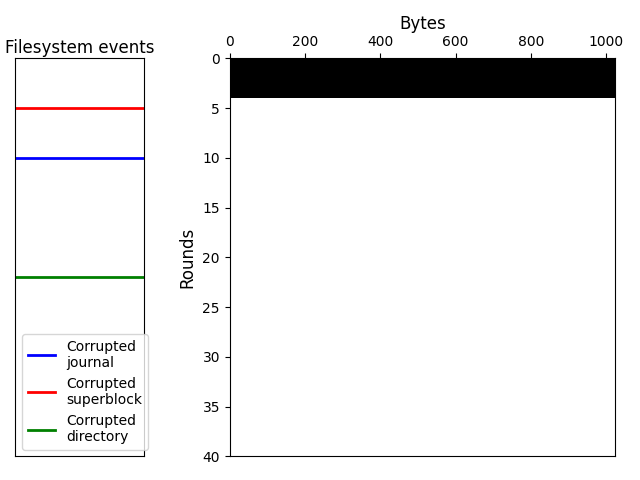 Filesystem events
Corrupted
journal
Corrupted
superblock
Corrupted
directory
Bytes
0 200 400 600 800 1000
Rounds
0
5
10
15
20
25
30
35
40